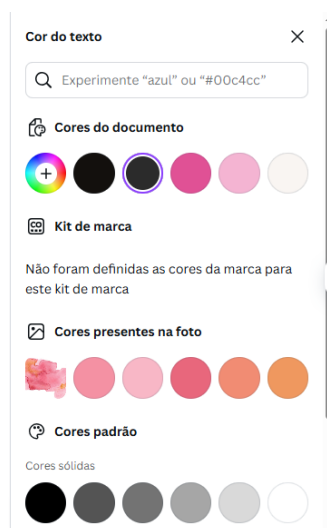 Cor do texto
Experimente “azul” ou “#00c4cc”
Cores do documento
Kit de marca
Não foram definidas as cores da marca para
este kit de marca
Cores presentes na foto
Cores padrão
Cores sólidas